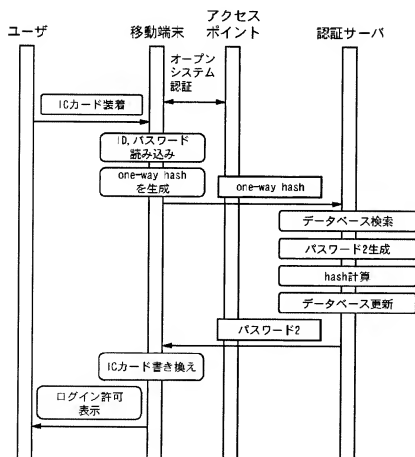 ユーザ
移動端末
アクセス
ポイント
認証サーバ
オープン
システム
認証
ICカード装着
ID,パスワード
読み込み
one-way hash
を生成
one-way hash
データベース検索
パスワード2生成
hash計算
データベース更新
パスワード2
ICカード書き換え
ログイン許可
表示